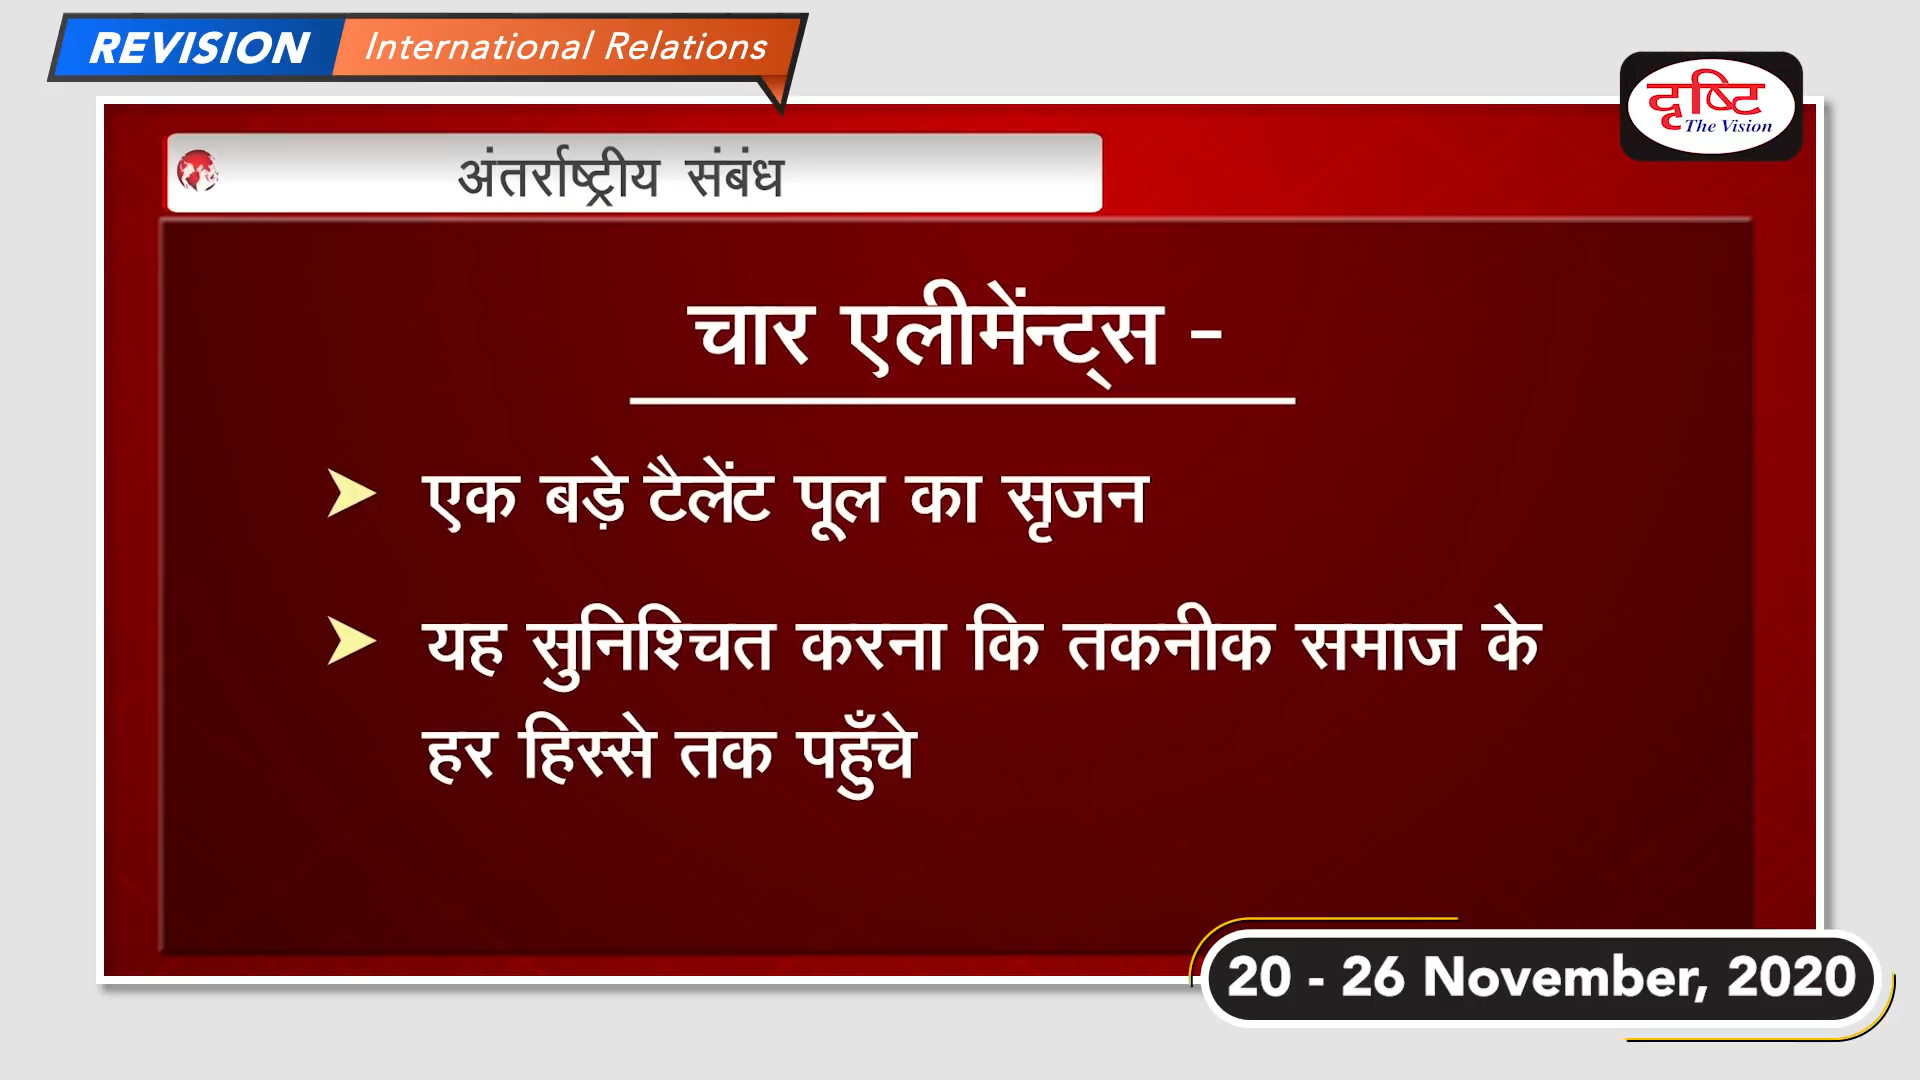 REVISION International Relations
दृष्टि
The Vision
अंतर्राष्ट्रीय संबंध
चार एलीमेंन्ट्स -
➤ एक बड़े टैलेंट पूल का सृजन
➤ यह सुनिश्चित करना कि तकनीक समाज के
हर हिस्से तक पहुँचे
20 - 26 November, 2020